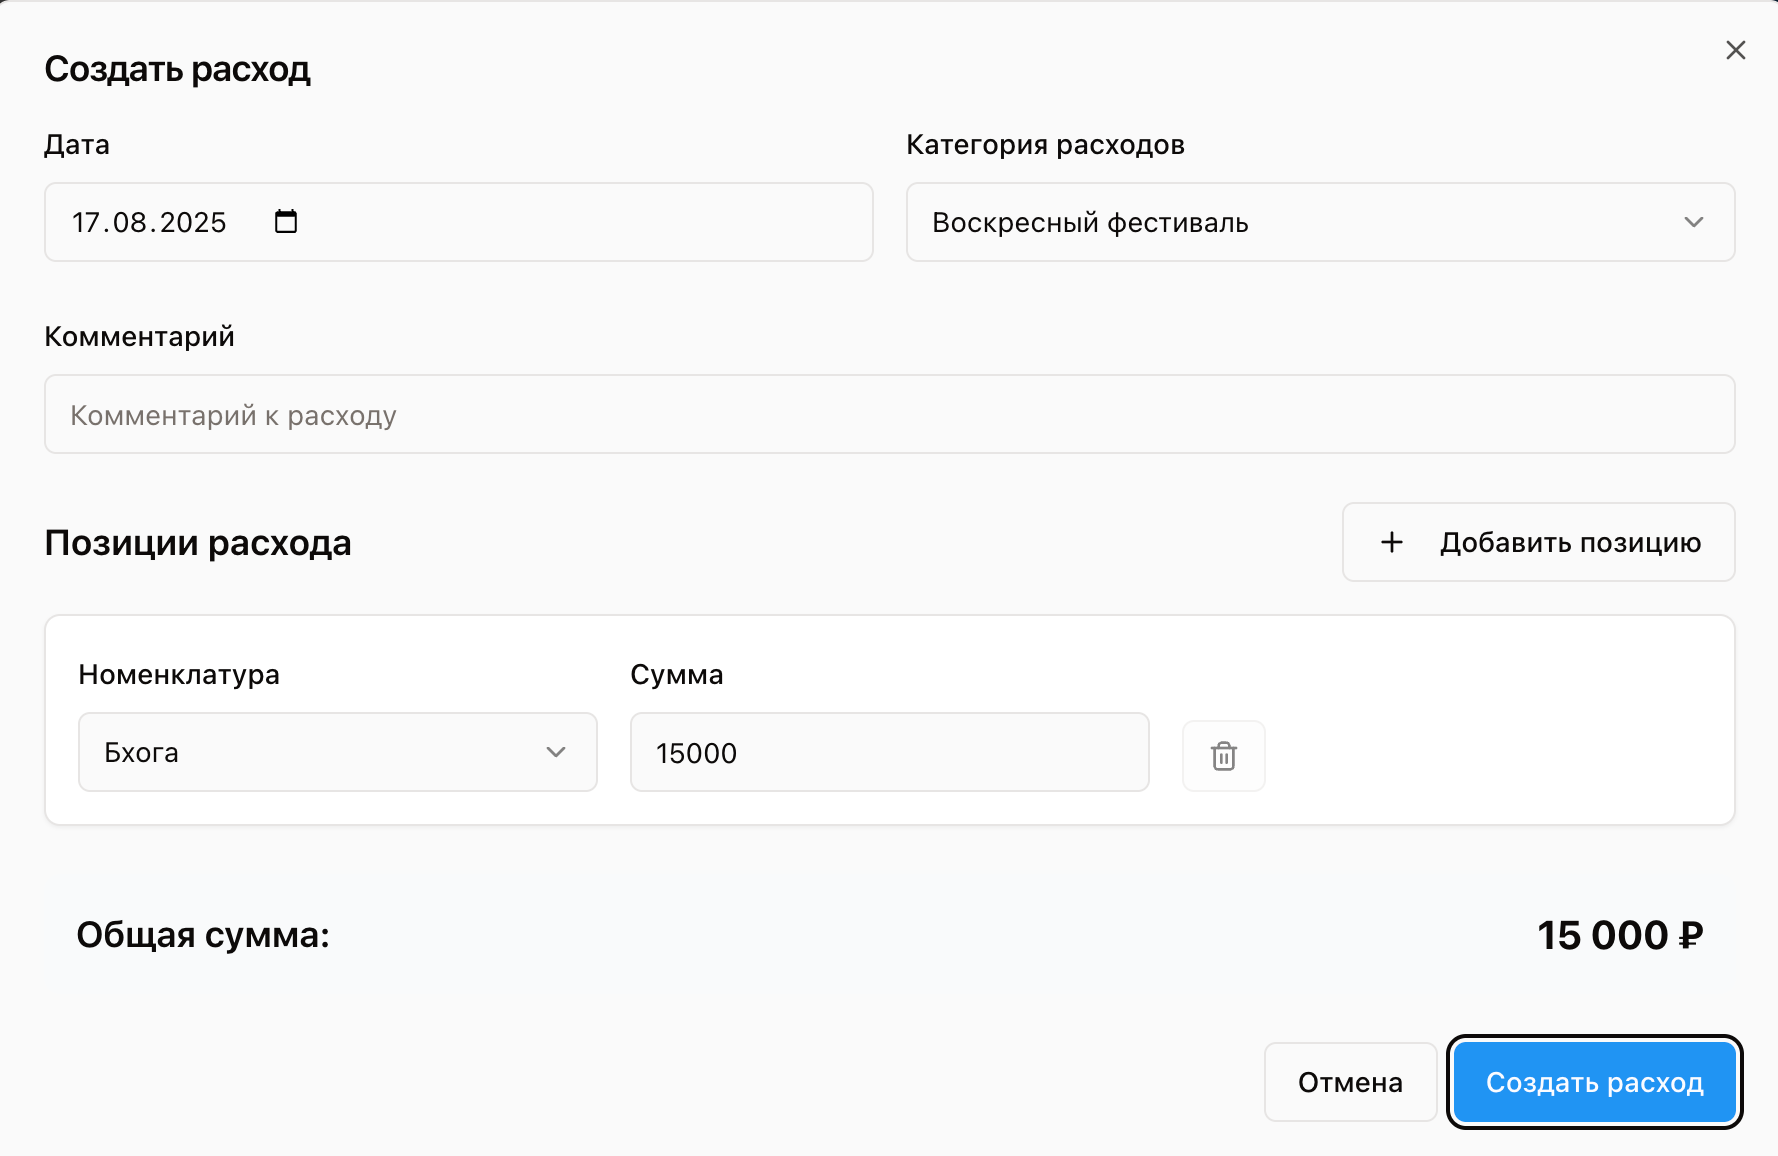 Создать расход
Дата
Категория расходов
17.08.2025
Воскресный фестиваль
Комментарий
Комментарий к расходу
Позиции расхода
Добавить позицию
Номенклатура
Сумма
Бхога
15000
Общая сумма:
15 000 ₽
Отмена
Создать расход